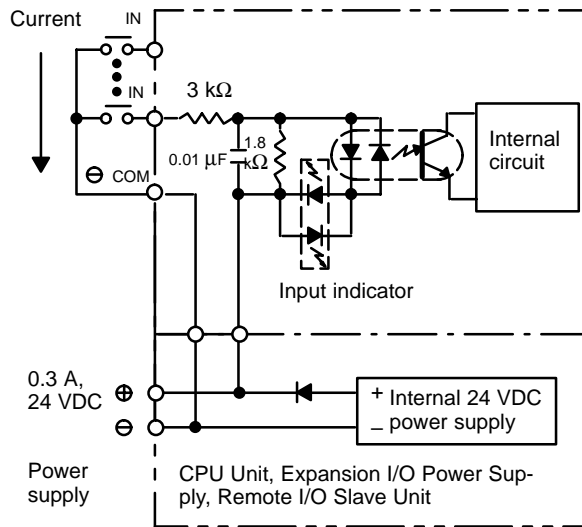 Current
IN
IN
3 kΩ
0.01 μF
1.8
kΩ
⊖ COM
Internal
circuit
Input indicator
0.3 A,
24 VDC
⊕
⊖
+ Internal 24 VDC
– power supply
Power
supply
CPU Unit, Expansion I/O Power Sup-
ply, Remote I/O Slave Unit